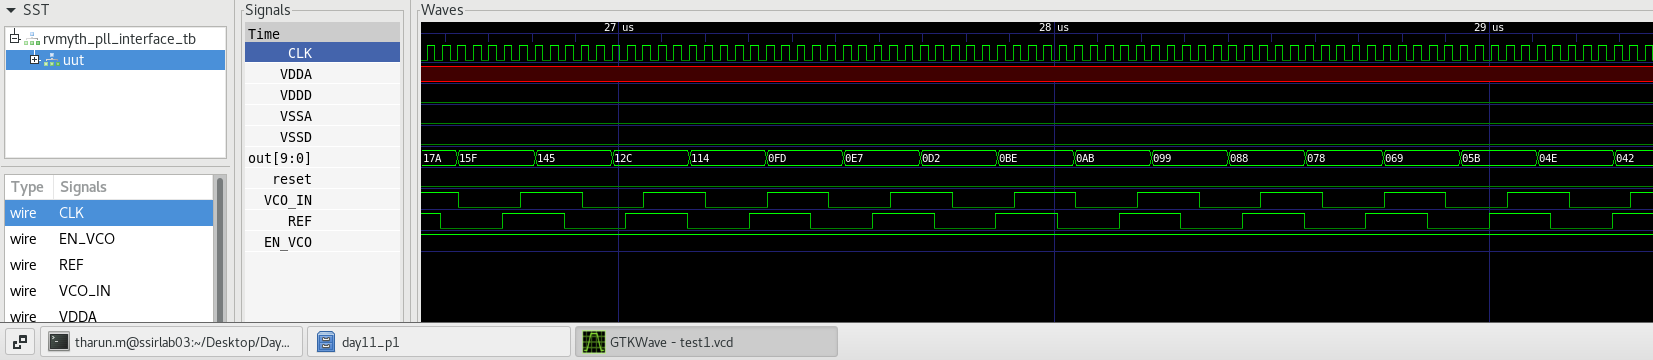 SST
rvmyth_pll_interface_tb
uut
Type Signals
wire CLK
wire EN_VCO
wire REF
wire VCO_IN
wire VDDA
Signals
Time
CLK
VDDA
VDDD
VSSA
VSSD
out[9:0]
reset
VCO_IN
REF
EN_VCO
Waves
27 us 28 us 29 us
17A 15F 145 12C 114 0FD 0E7 0D2 0BE 0AB 099 088 078 069 05B 04E 042
tharun.m@ssirlab03:~/Desktop/Day...
day11_p1
GTKWave - test1.vcd